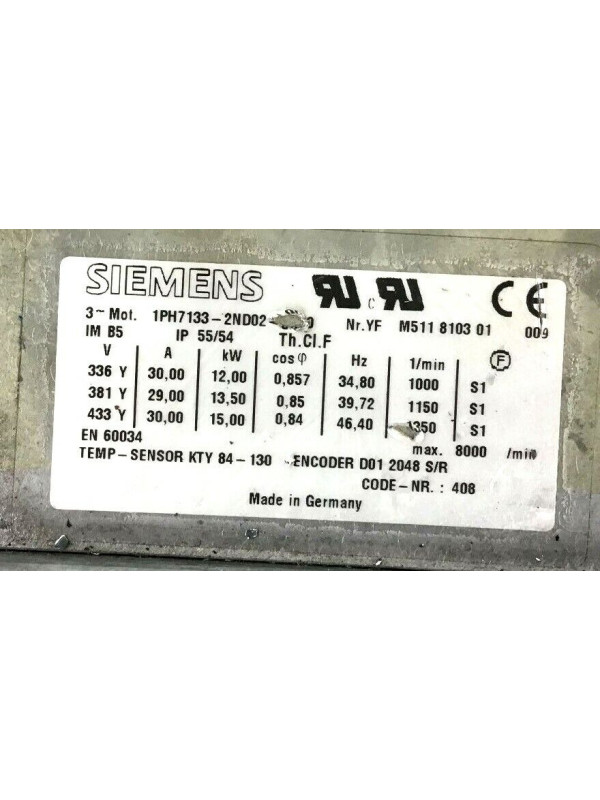 SIEMENS
3~ Mot. 1PH7133-2ND02- Nr.YF M511 8103 01 009
IM B5 IP 55/54 Th.Cl.F
V A kW cosφ Hz 1/min F
336 Y 30,00 12,00 0,857 34,80 1000 S1
381 Y 29,00 13,50 0,85 39,72 1150 S1
433 Y 30,00 15,00 0,84 46,40 S1
EN 60034 max. 8000 /min
TEMP-SENSOR KTY 84-130 ENCODER D01 2048 S/R
CODE-NR. : 408
Made in Germany